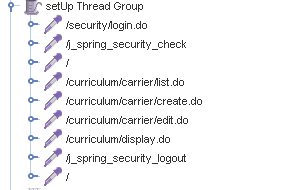 setUp Thread Group
/security/login.do
/j_spring_security_check
/
/curriculum/carrier/list.do
/curriculum/carrier/create.do
/curriculum/carrier/edit.do
/curriculum/display.do
/j_spring_security_logout
/